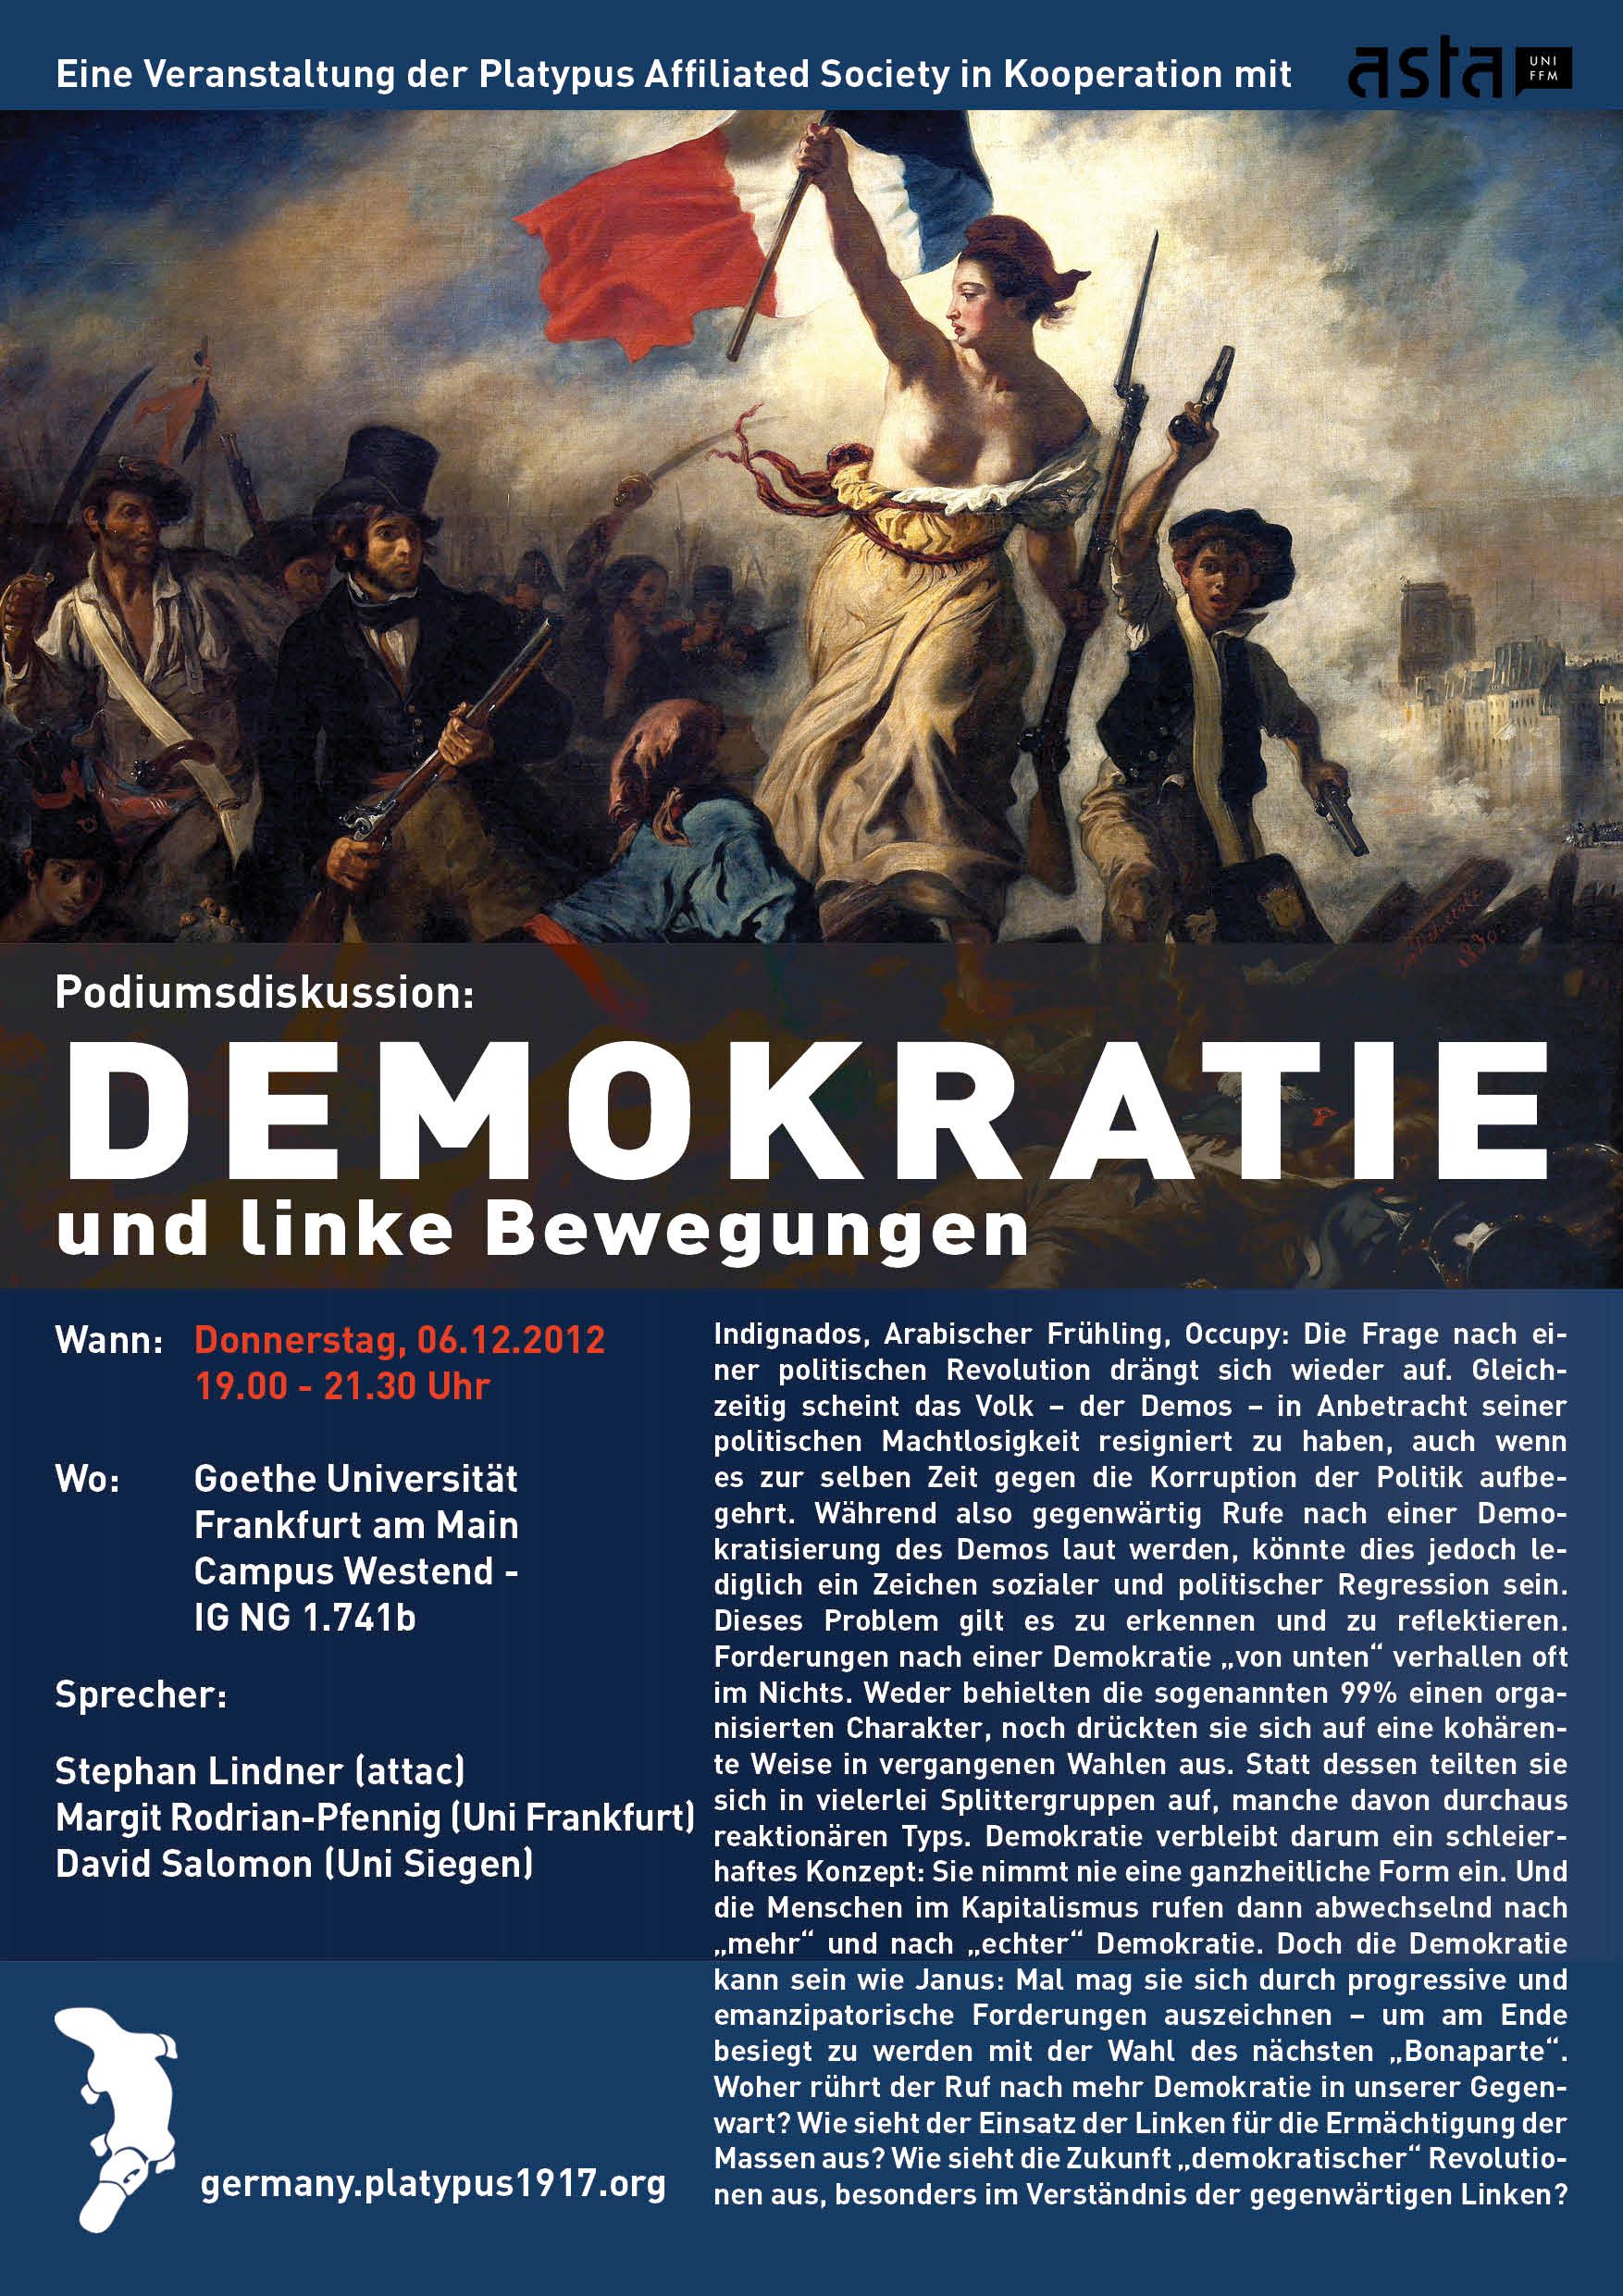 Eine Veranstaltung der Platypus Affiliated Society in Kooperation mit
asta UNI
FFM
Podiumsdiskussion:
DEMOKRATIE
und linke Bewegungen
Wann: Donnerstag, 06.12.2012
19.00 - 21.30 Uhr
Wo: Goethe Universität
Frankfurt am Main
Campus Westend -
IG NG 1.741b
Sprecher:
Stephan Lindner (attac)
Margit Rodrian-Pfennig (Uni Frankfurt)
David Salomon (Uni Siegen)
germany.platypus1917.org
Indignados, Arabischer Frühling, Occupy: Die Frage nach ei-
ner politischen Revolution drängt sich wieder auf. Gleich-
zeitig scheint das Volk – der Demos – in Anbetracht seiner
politischen Machtlosigkeit resigniert zu haben, auch wenn
es zur selben Zeit gegen die Korruption der Politik aufbe-
gehrt. Während also gegenwärtig Rufe nach einer Demo-
kratisierung des Demos laut werden, könnte dies jedoch le-
diglich ein Zeichen sozialer und politischer Regression sein.
Dieses Problem gilt es zu erkennen und zu reflektieren.
Forderungen nach einer Demokratie „von unten“ verhallen oft
im Nichts. Weder behielten die sogenannten 99% einen orga-
nisierten Charakter, noch drückten sie sich auf eine kohären-
te Weise in vergangenen Wahlen aus. Statt dessen teilten sie
sich in vielerlei Splittergruppen auf, manche davon durchaus
reaktionären Typs. Demokratie verbleibt darum ein schleier-
haftes Konzept: Sie nimmt nie eine ganzheitliche Form ein. Und
die Menschen im Kapitalismus rufen dann abwechselnd nach
„mehr“ und nach „echter“ Demokratie. Doch die Demokratie
kann sein wie Janus: Mal mag sie sich durch progressive und
emanzipatorische Forderungen auszeichnen – um am Ende
besiegt zu werden mit der Wahl des nächsten „Bonaparte“.
Woher rührt der Ruf nach mehr Demokratie in unserer Gegen-
wart? Wie sieht der Einsatz der Linken für die Ermächtigung der
Massen aus? Wie sieht die Zukunft „demokratischer“ Revolutio-
nen aus, besonders im Verständnis der gegenwärtigen Linken?